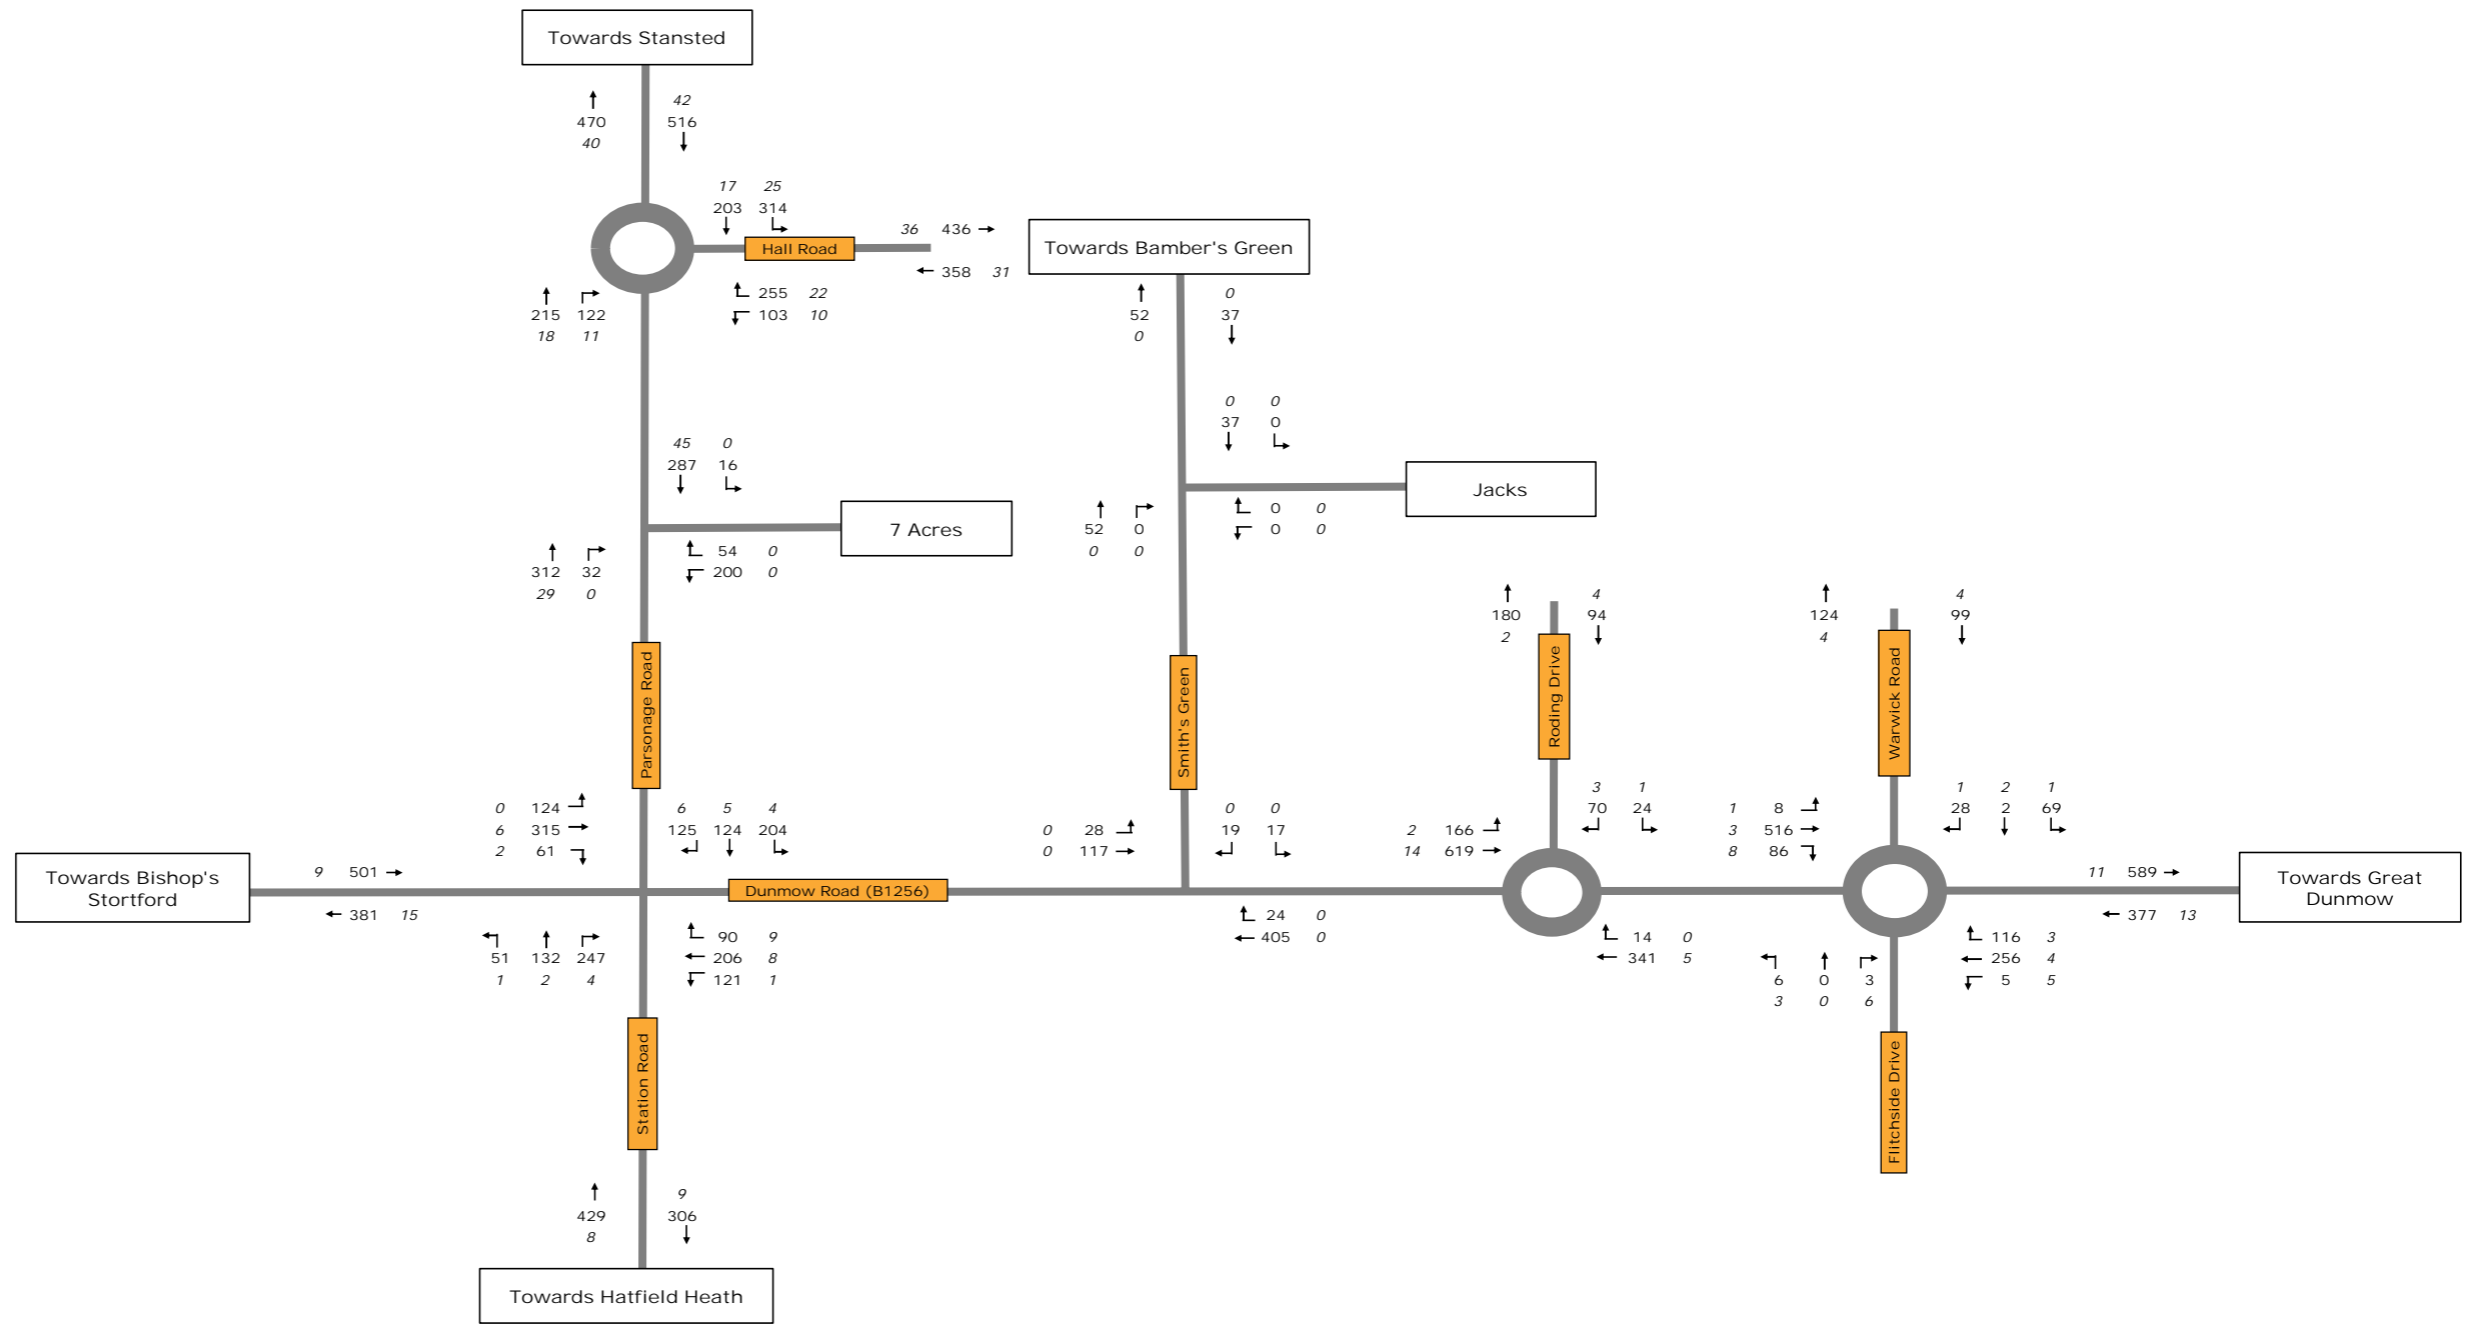 Towards Stansted
42
470 516
40
17 25
203 314
36 436
Hall Road
358 31
255 22
103 10
215 122
18 11
Towards Bamber's Green
0
52 37
0
0 0
37 0
Jacks
0 0
0 0
52 0
0 0
45 0
287 16
7 Acres
54 0
200 0
312 32
29 0
Parsonage Road
Smith's Green
4
180 94
2
Roding Drive
4
124 99
4
Warwick Road
0 124
6 315
2 61
6 5 4
125 124 204
0 28
0 117
0 0
19 17
2 166
14 619
3 1
70 24
1 8
3 516
8 86
1 2 1
28 2 69
Towards Bishop's
Stortford
9 501
381 15
Dunmow Road (B1256)
11 589
377 13
Towards Great
Dunmow
51 132 247
1 2 4
90 9
206 8
121 1
24 0
405 0
14 0
341 5
6 0 3
3 0 6
116 3
256 4
5 5
Station Road
Flitchside Drive
9
429 306
8
Towards Hatfield Heath